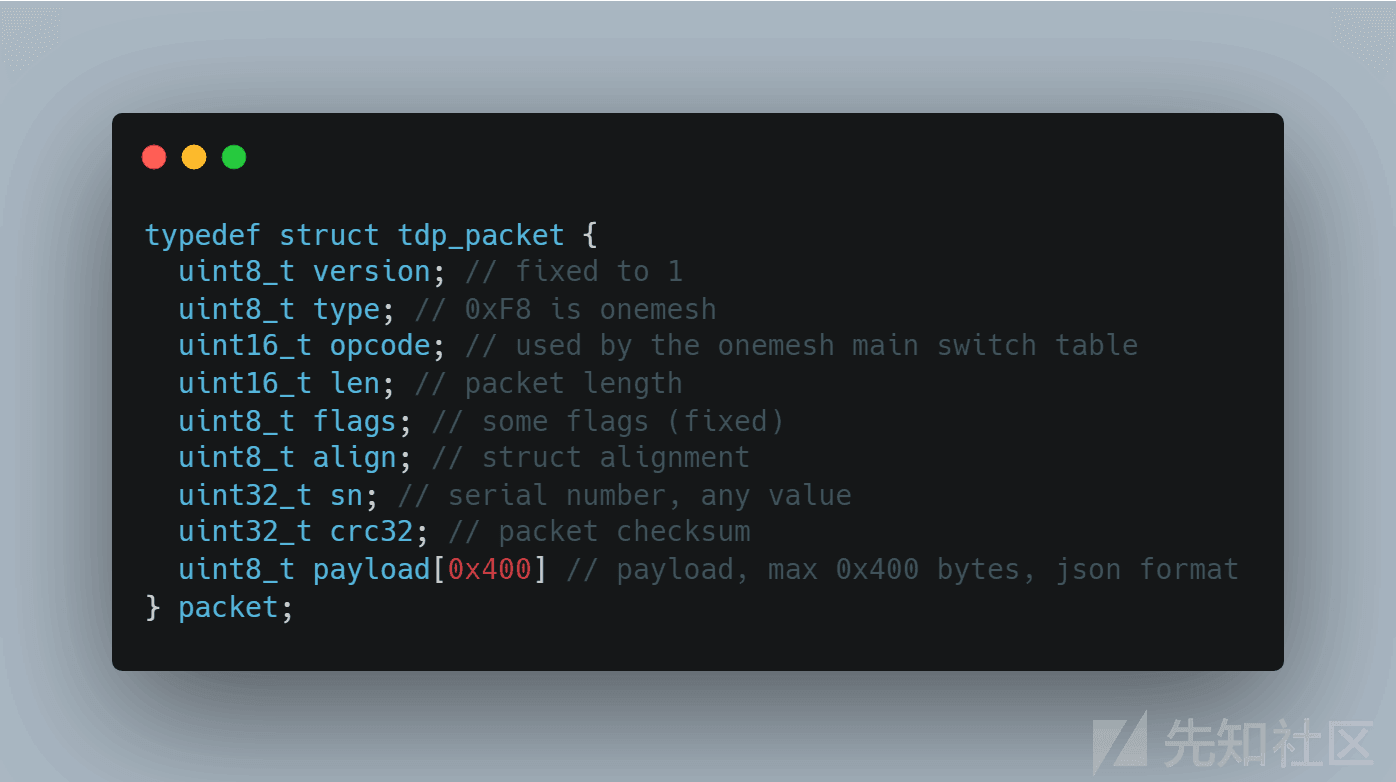 typedef struct tdp_packet {
  uint8_t version; // fixed to 1
  uint8_t type; // 0xF8 is onemesh
  uint16_t opcode; // used by the onemesh main switch table
  uint16_t len; // packet length
  uint8_t flags; // some flags (fixed)
  uint8_t align; // struct alignment
  uint32_t sn; // serial number, any value
  uint32_t crc32; // packet checksum
  uint8_t payload[0x400] // payload, max 0x400 bytes, json format
} packet;
先知社区